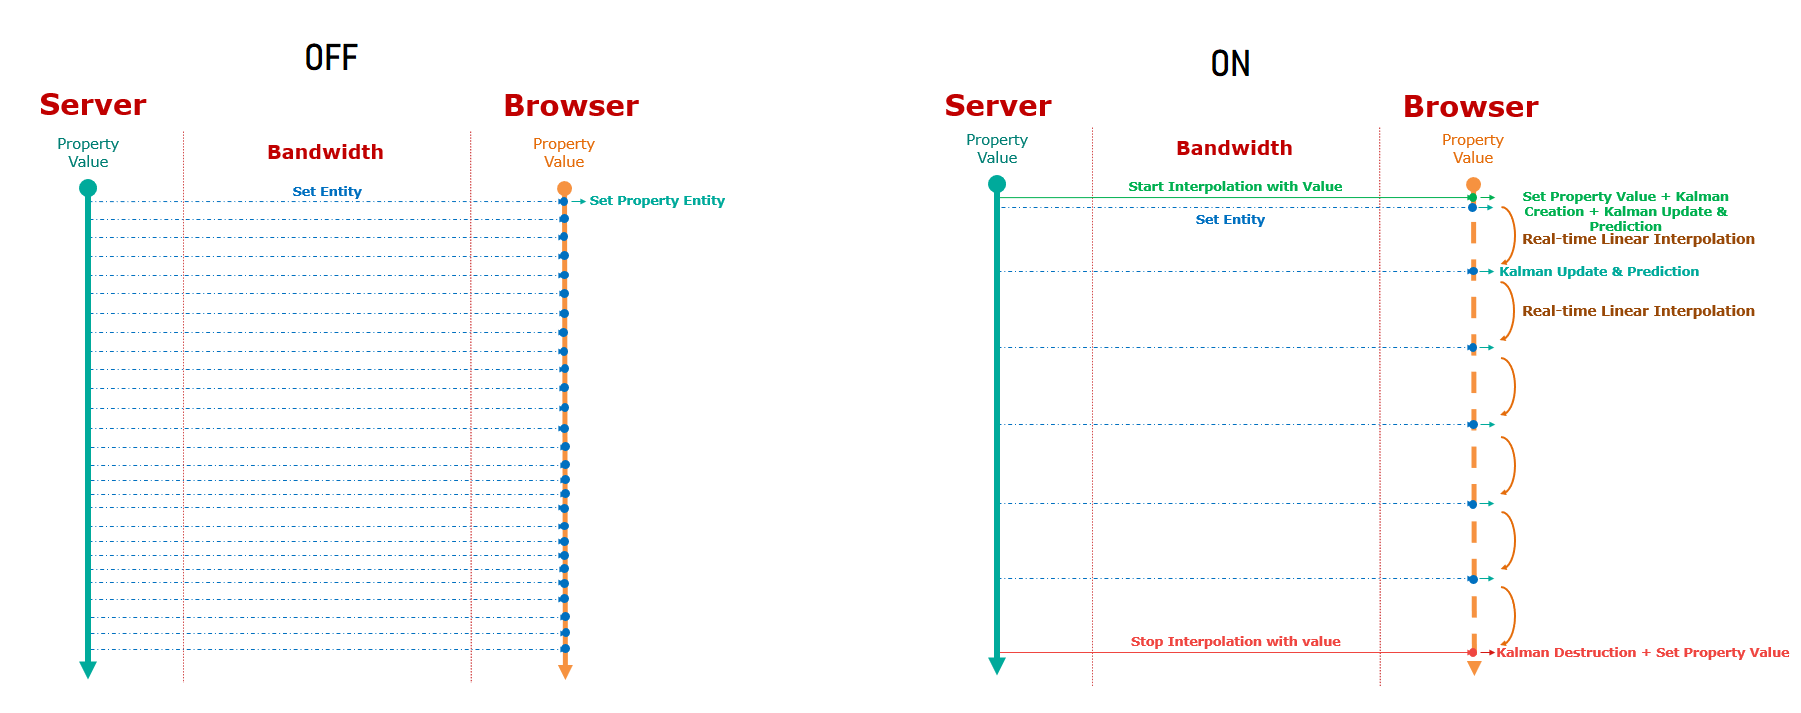 OFF
Server
Browser
Property
Value
Bandwidth
Property
Value
Set Entity
Set Property Entity
ON
Server
Browser
Property
Value
Bandwidth
Property
Value
Start Interpolation with Value
Set Property Value + Kalman
Creation + Kalman Update &
Prediction
Set Entity
Real-time Linear Interpolation
Kalman Update & Prediction
Real-time Linear Interpolation
Stop Interpolation with value
Kalman Destruction + Set Property Value